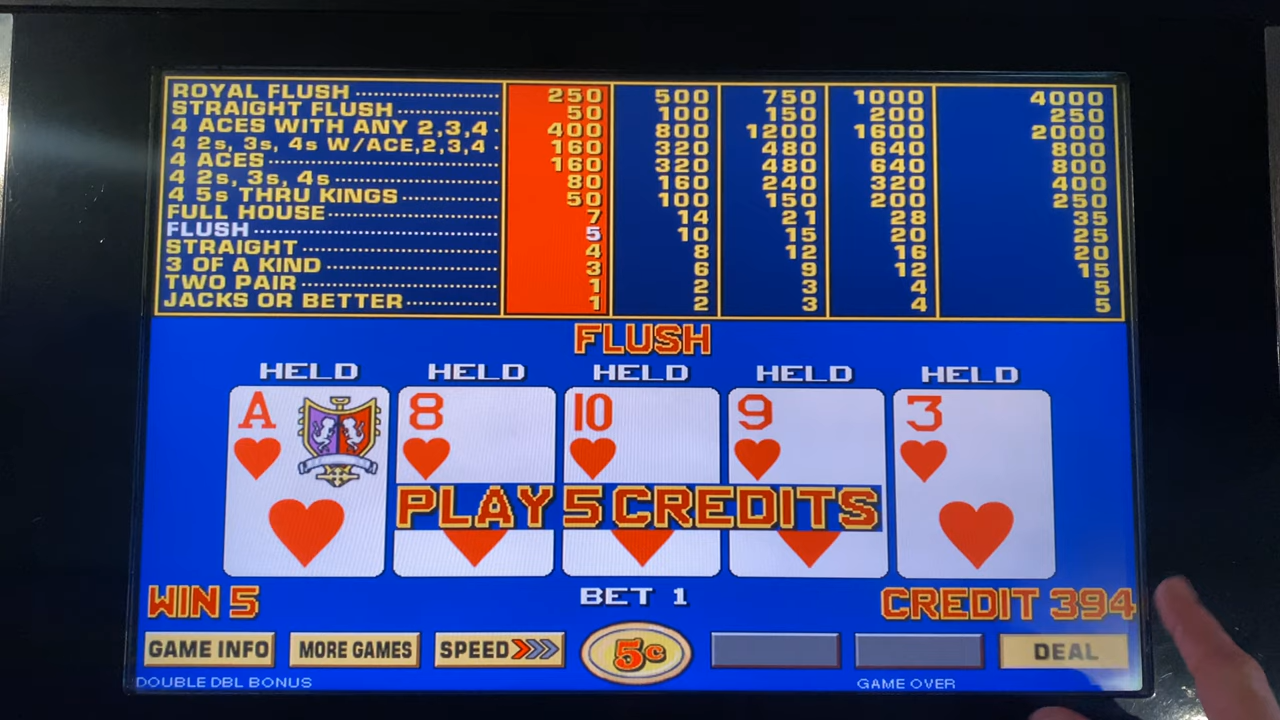 ROYAL FLUSH 250 500 750 1000 4000
STRAIGHT FLUSH 50 100 150 200 250
4 ACES WITH ANY 2,3,4 400 800 1200 1600 2000
4 2s, 3s, 4s W/ACE,2,3,4 160 320 480 640 800
4 ACES 160 320 480 640 800
4 2s, 3s, 4s 80 160 240 320 400
4 5s THRU KINGS 50 100 150 200 250
FULL HOUSE 7 14 21 28 35
FLUSH 5 10 15 20 25
STRAIGHT 4 8 12 16 20
3 OF A KIND 3 6 9 12 15
TWO PAIR 1 2 3 4 5
JACKS OR BETTER 1 2 3 4 5
FLUSH
HELD HELD HELD HELD HELD
A 8 10 9 3
PLAY 5 CREDITS
WIN 5 BET 1 CREDIT 394
GAME INFO MORE GAMES SPEED 5¢ DEAL
DOUBLE DBL BONUS GAME OVER